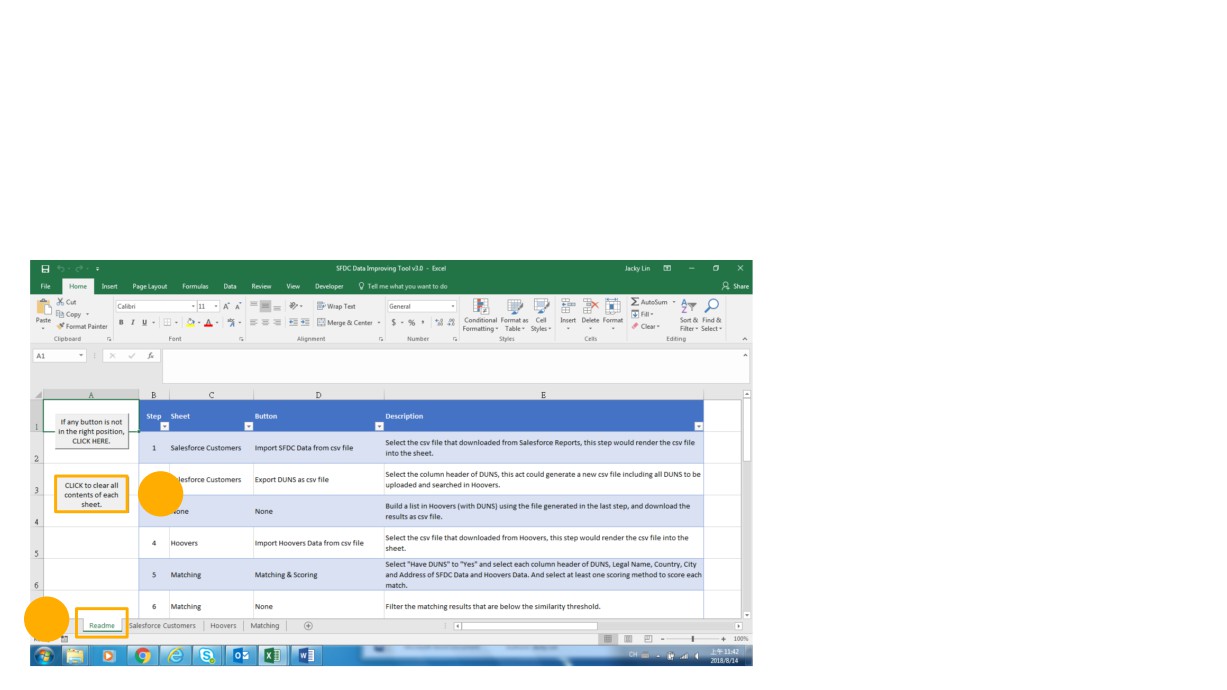 SFDC Data Improving Tool v3.0 - Excel
Jacky Lin
File Home Insert Page Layout Formulas Data Review View Developer Tell me what you want to do
Share
Cut
Copy
Format Painter
Paste
Clipboard
Calibri
11
B I U
Font
Wrap Text
Merge & Center
Alignment
General
$ - % ,
Number
Conditional Formatting
Format as Table
Cell Styles
Styles
Insert Delete Format
Cells
AutoSum
Fill
Clear
Sort & Filter
Find & Select
Editing
A1
fx
A B C D E
1
Step Sheet Button Description
If any button is not
in the right position,
CLICK HERE.
2
1 Salesforce Customers Import SFDC Data from csv file
Select the csv file that downloaded from Salesforce Reports, this step would render the csv file
into the sheet.
3
CLICK to clear all
contents of each
sheet.
Salesforce Customers Export DUNS as csv file
Select the column header of DUNS, this act could generate a new csv file including all DUNS to be
uploaded and searched in Hoovers.
4
None None
Build a list in Hoovers (with DUNS) using the file generated in the last step, and download the
results as csv file.
5
4 Hoovers Import Hoovers Data from csv file
Select the csv file that downloaded from Hoovers, this step would render the csv file into the
sheet.
6
5 Matching Matching & Scoring
Select "Have DUNS" to "Yes" and select each column header of DUNS, Legal Name, Country, City
and Address of SFDC Data and Hoovers Data. And select at least one scoring method to score each
match.
6 Matching None Filter the matching results that are below the similarity threshold.
Readme Salesforce Customers Hoovers Matching
100%
CH
上午 11:42
2018/8/14